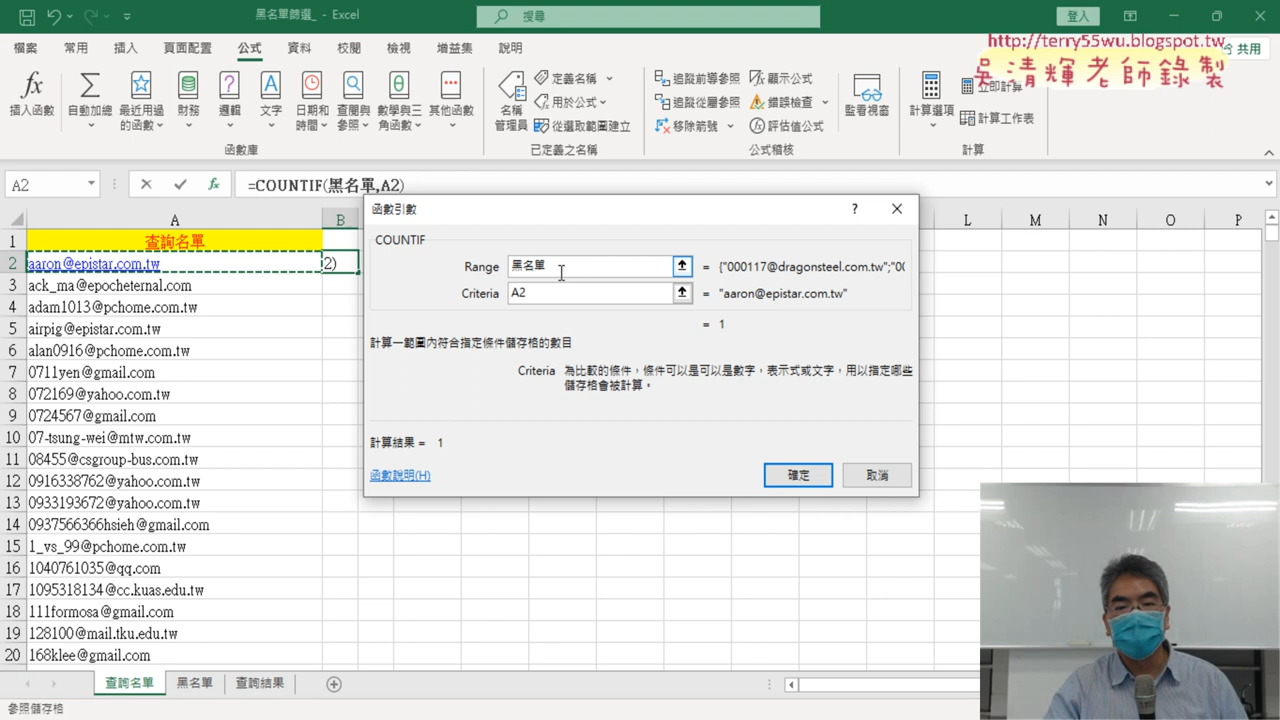 黑名單篩選_ - Excel
搜尋
登入
檔案 常用 插入 頁面配置 公式 資料 校閱 檢視 增益集 說明
共用
http://terry55wu.blogspot.tw
吳清輝老師錄製
插入函數
自動加總
最近用過的函數
財務
邏輯
文字
日期和時間
查閱與參照
數學與三角函數
其他函數
函數庫
名稱管理員
定義名稱
用於公式
從選取範圍建立
已定義之名稱
追蹤前導參照
追蹤從屬參照
移除箭號
顯示公式
錯誤檢查
評估值公式
公式稽核
監看視窗
計算選項
立即計算
計算工作表
計算
A2
=COUNTIF(黑名單,A2)
A B L M N O P
1 查詢名單
2 aaron@epistar.com.tw 2)
3 ack_ma@epocheternal.com
4 adam1013@pchome.com.tw
5 airpig@epistar.com.tw
6 alan0916@pchome.com.tw
7 0711yen@gmail.com
8 072169@yahoo.com.tw
9 0724567@gmail.com
10 07-tsung-wei@mtw.com.tw
11 08455@csgroup-bus.com.tw
12 0916338762@yahoo.com.tw
13 0933193672@yahoo.com.tw
14 0937566366hsieh@gmail.com
15 1_vs_99@pchome.com.tw
16 1040761035@qq.com
17 1095318134@cc.kuas.edu.tw
18 111formosa@gmail.com
19 128100@mail.tku.edu.tw
20 168klee@gmail.com
函數引數
?
COUNTIF
Range 黑名單 = {"000117@dragonsteel.com.tw";"00
Criteria A2 = "aaron@epistar.com.tw"
= 1
計算一範圍內符合指定條件儲存格的數目
Criteria 為比較的條件，條件可以是可以是數字，表示式或文字，用以指定哪些
儲存格會被計算。
計算結果 = 1
函數說明(H)
確定
取消
查詢名單 黑名單 查詢結果
參照儲存格